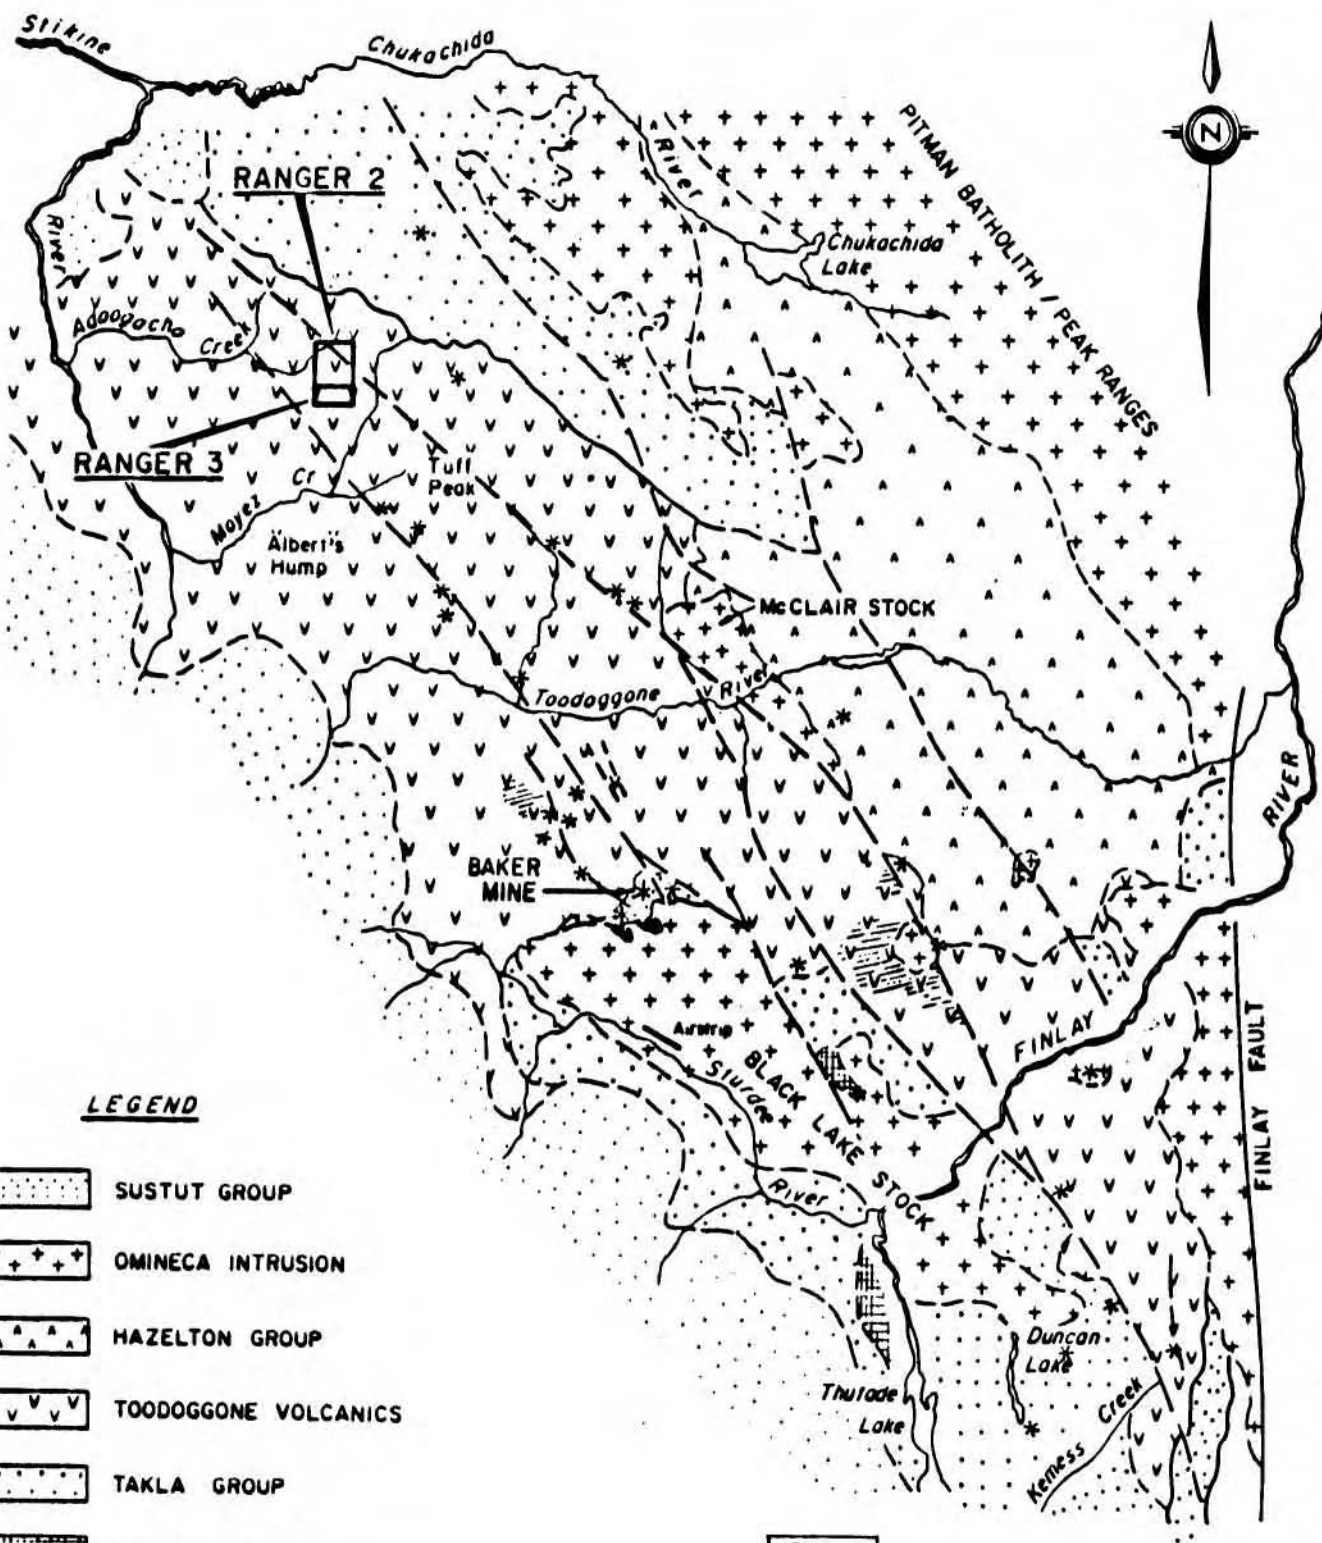 Stikine
River
Chukachida
River
N
PITMAN BATHOLITH / PEAK RANGES
RANGER 2
Chukachida
Lake
Adoogacho
Creek
RANGER 3
Tuff
Peak
Moyez Cr
Albert's
Hump
McCLAIR STOCK
Toodoggone River
RIVER
BAKER
MINE
FINLAY
FINLAY FAULT
Airstrip
BLACK LAKE STOCK
Sturdee
River
Duncan
Lake
Thutade
Lake
Kemess Creek
LEGEND
SUSTUT GROUP
OMINECA INTRUSION
HAZELTON GROUP
TOODOGGONE VOLCANICS
TAKLA GROUP